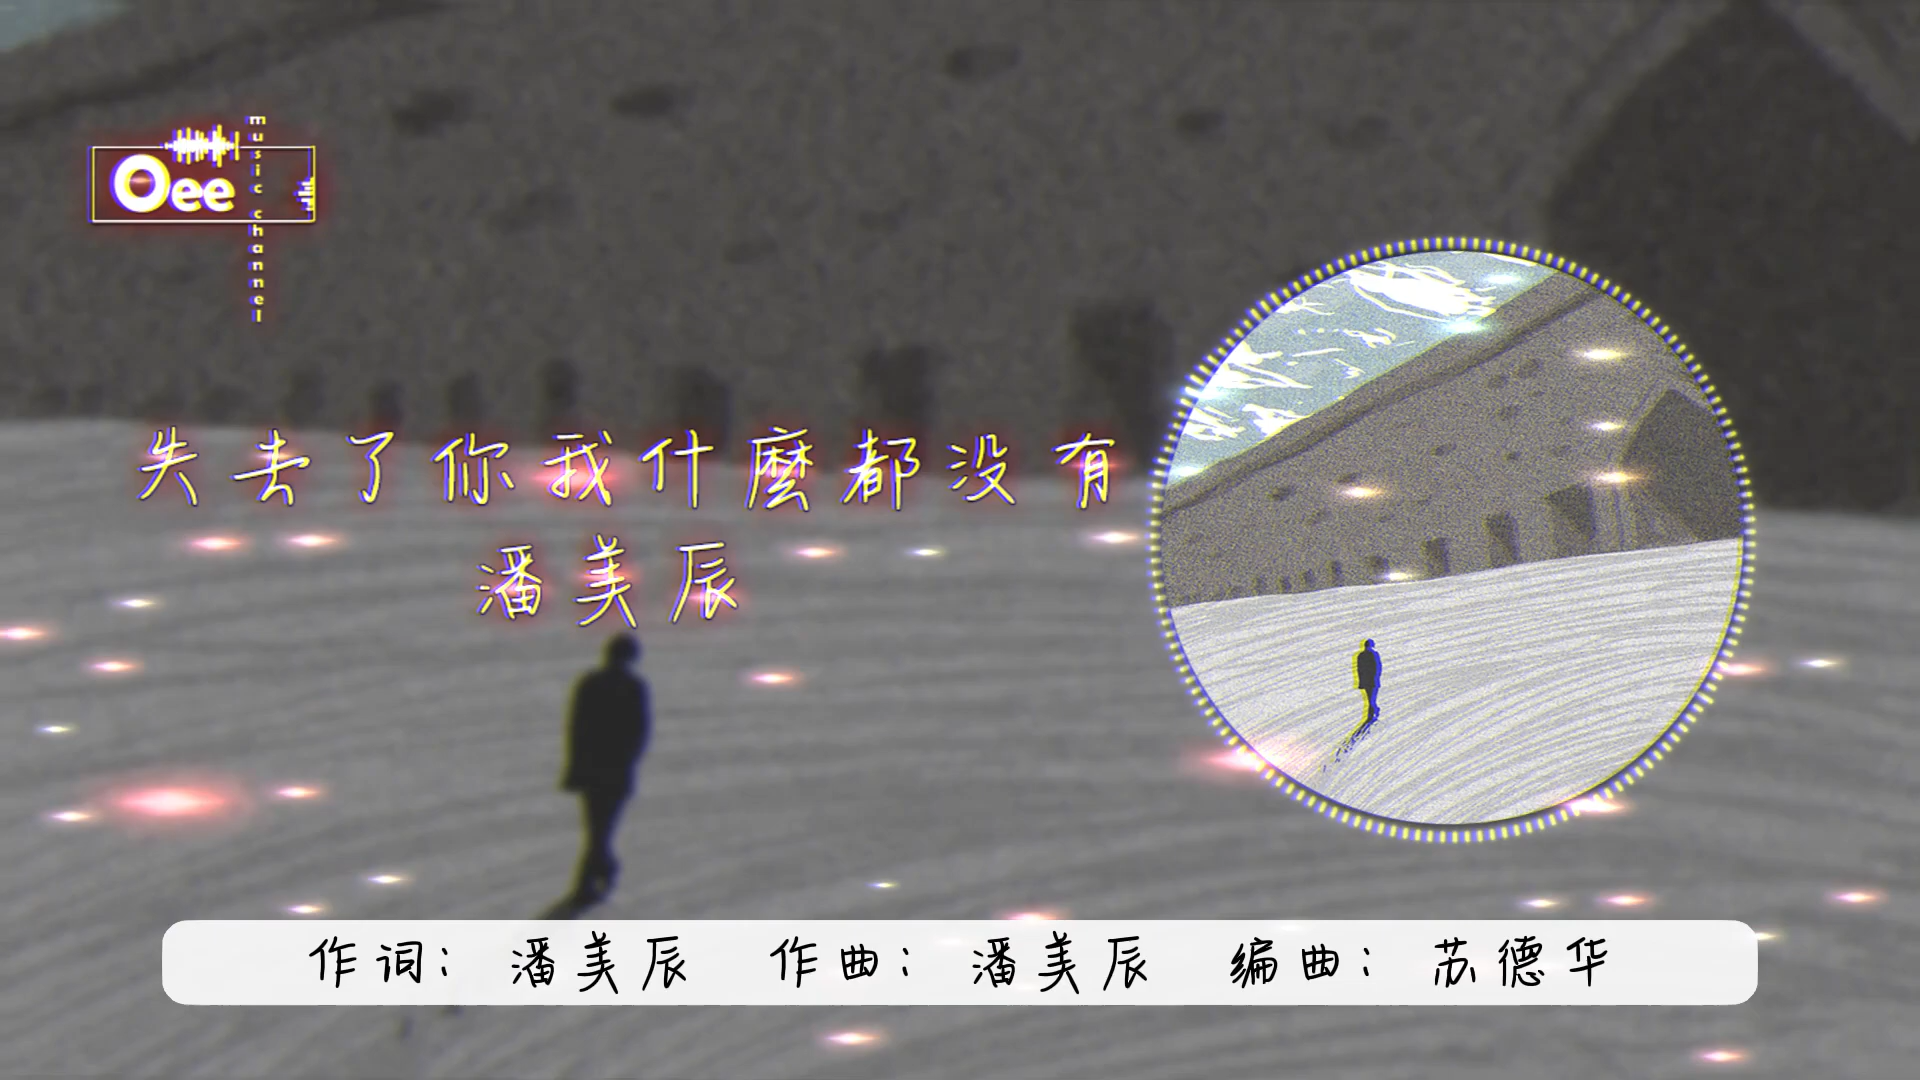 Oee
music channel
失去了你我什麼都没有
潘美辰
作词：潘美辰 作曲：潘美辰 编曲：苏德华